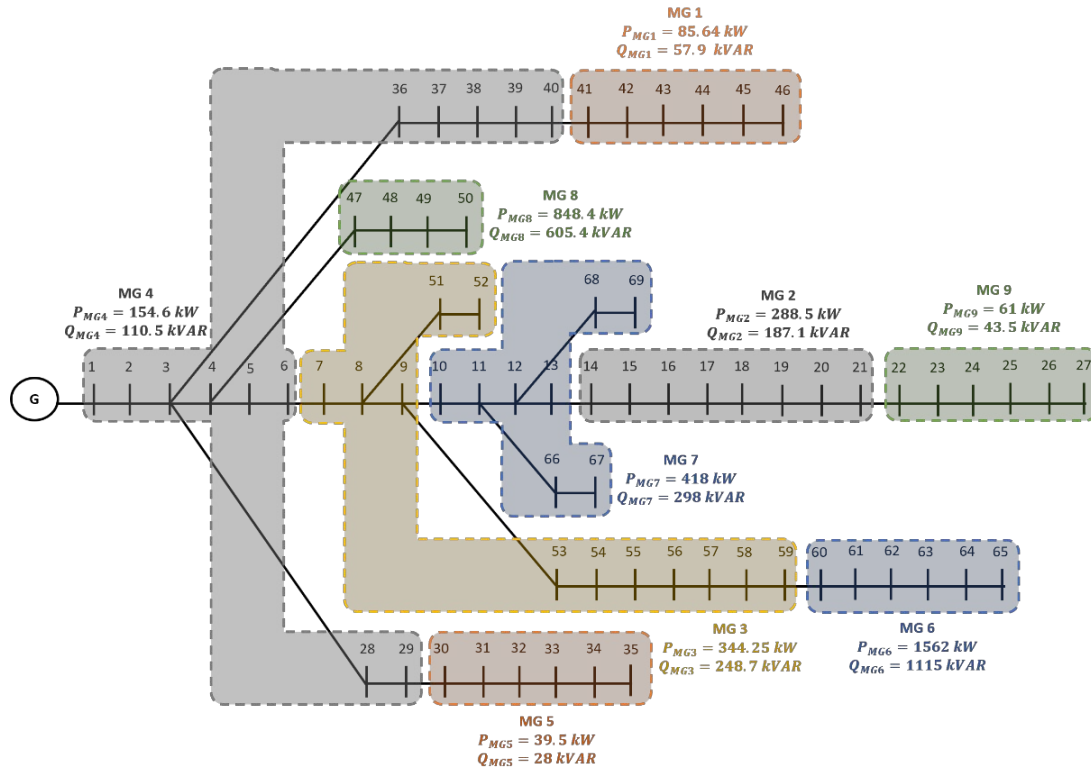 MG 1
P_MG1 = 85.64 kW
Q_MG1 = 57.9 kVAR
36 37 38 39 40 41 42 43 44 45 46
47 48 49 50
MG 8
P_MG8 = 848.4 kW
Q_MG8 = 605.4 kVAR
51 52
68 69
MG 4
P_MG4 = 154.6 kW
Q_MG4 = 110.5 kVAR
MG 2
P_MG2 = 288.5 kW
Q_MG2 = 187.1 kVAR
MG 9
P_MG9 = 61 kW
Q_MG9 = 43.5 kVAR
G
1 2 3 4 5 6 7 8 9 10 11 12 13 14 15 16 17 18 19 20 21 22 23 24 25 26 27
66 67
MG 7
P_MG7 = 418 kW
Q_MG7 = 298 kVAR
53 54 55 56 57 58 59 60 61 62 63 64 65
MG 3
P_MG3 = 344.25 kW
Q_MG3 = 248.7 kVAR
MG 6
P_MG6 = 1562 kW
Q_MG6 = 1115 kVAR
28 29 30 31 32 33 34 35
MG 5
P_MG5 = 39.5 kW
Q_MG5 = 28 kVAR